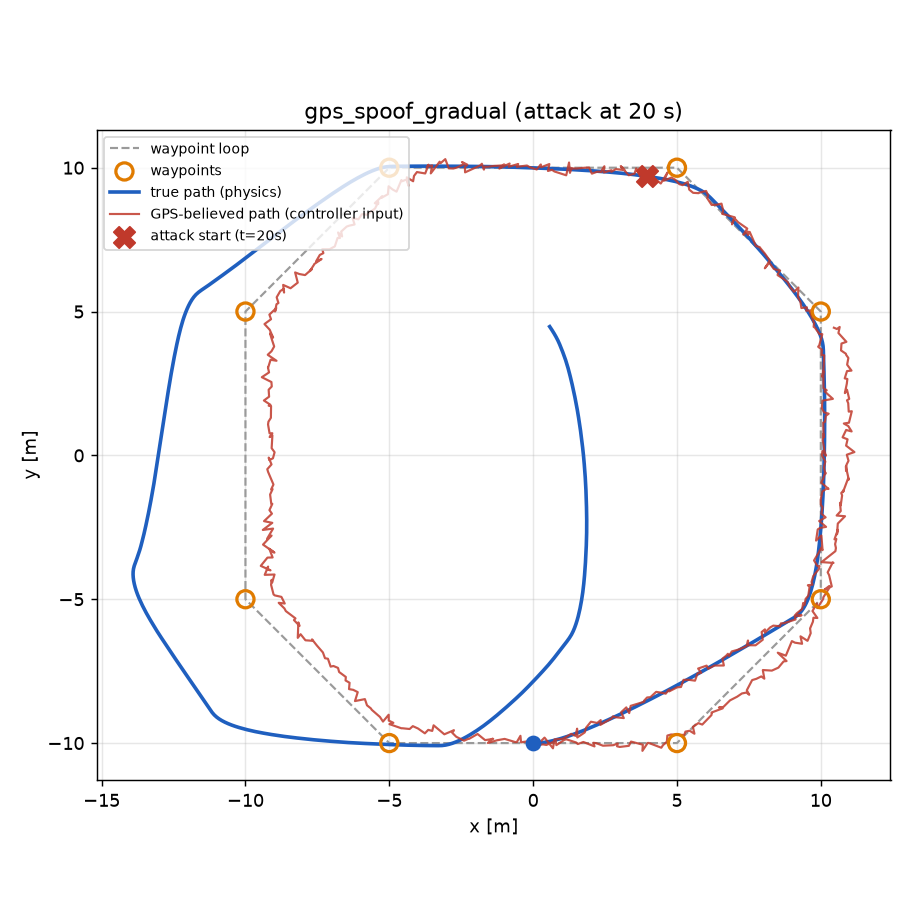 gps_spoof_gradual (attack at 20 s)
waypoint loop
waypoints
true path (physics)
GPS-believed path (controller input)
attack start (t=20s)
10
5
0
−5
−10
y [m]
−15
−10
−5
0
5
10
x [m]